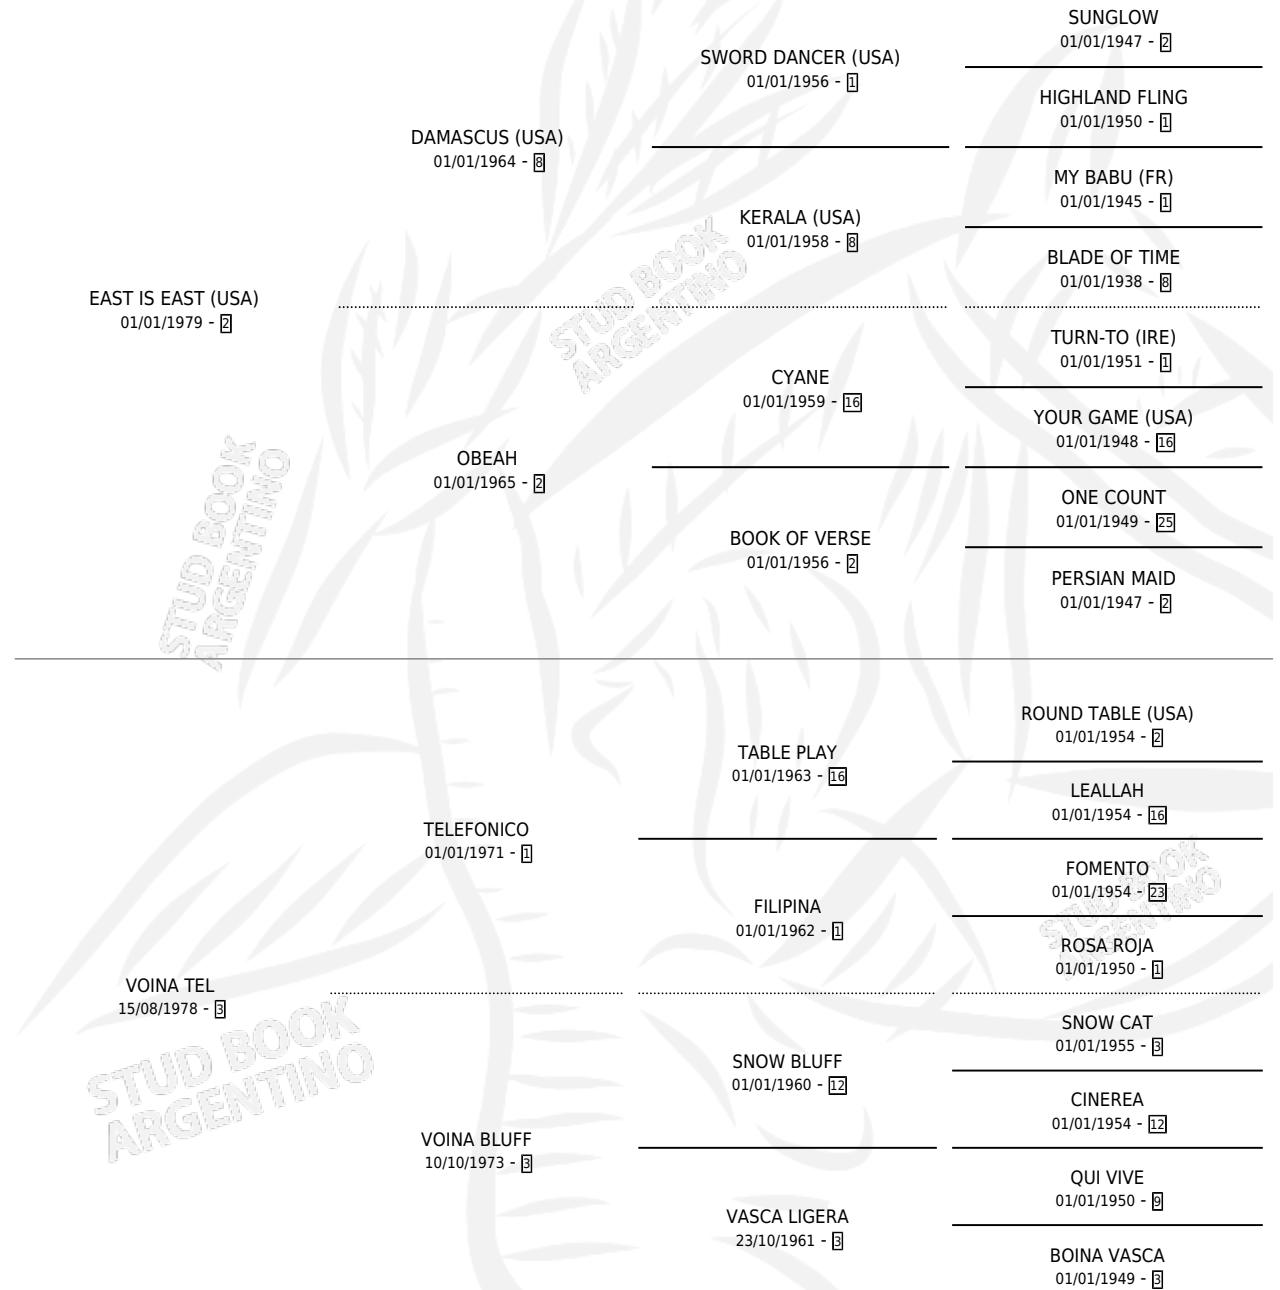 SUNGLOW
01/01/1947 - 2
SWORD DANCER (USA)
01/01/1956 - 1
HIGHLAND FLING
01/01/1950 - 1
DAMASCUS (USA)
01/01/1964 - 8
MY BABU (FR)
01/01/1945 - 1
KERALA (USA)
01/01/1958 - 8
BLADE OF TIME
01/01/1938 - 8
EAST IS EAST (USA)
01/01/1979 - 2
TURN-TO (IRE)
01/01/1951 - 1
CYANE
01/01/1959 - 16
YOUR GAME (USA)
01/01/1948 - 16
OBEAH
01/01/1965 - 2
ONE COUNT
01/01/1949 - 25
BOOK OF VERSE
01/01/1956 - 2
PERSIAN MAID
01/01/1947 - 2
ROUND TABLE (USA)
01/01/1954 - 2
TABLE PLAY
01/01/1963 - 16
LEALLAH
01/01/1954 - 16
TELEFONICO
01/01/1971 - 1
FOMENTO
01/01/1954 - 23
FILIPINA
01/01/1962 - 1
ROSA ROJA
01/01/1950 - 1
VOINA TEL
15/08/1978 - 3
SNOW CAT
01/01/1955 - 3
SNOW BLUFF
01/01/1960 - 12
CINEREA
01/01/1954 - 12
VOINA BLUFF
10/10/1973 - 3
QUI VIVE
01/01/1950 - 9
VASCA LIGERA
23/10/1961 - 3
BOINA VASCA
01/01/1949 - 3
STUD BOOK
ARGENTINO
STUD BOOK
ARGENTINO
STUD BOOK
ARGENTINO
STUD BOOK
ARGENTINO